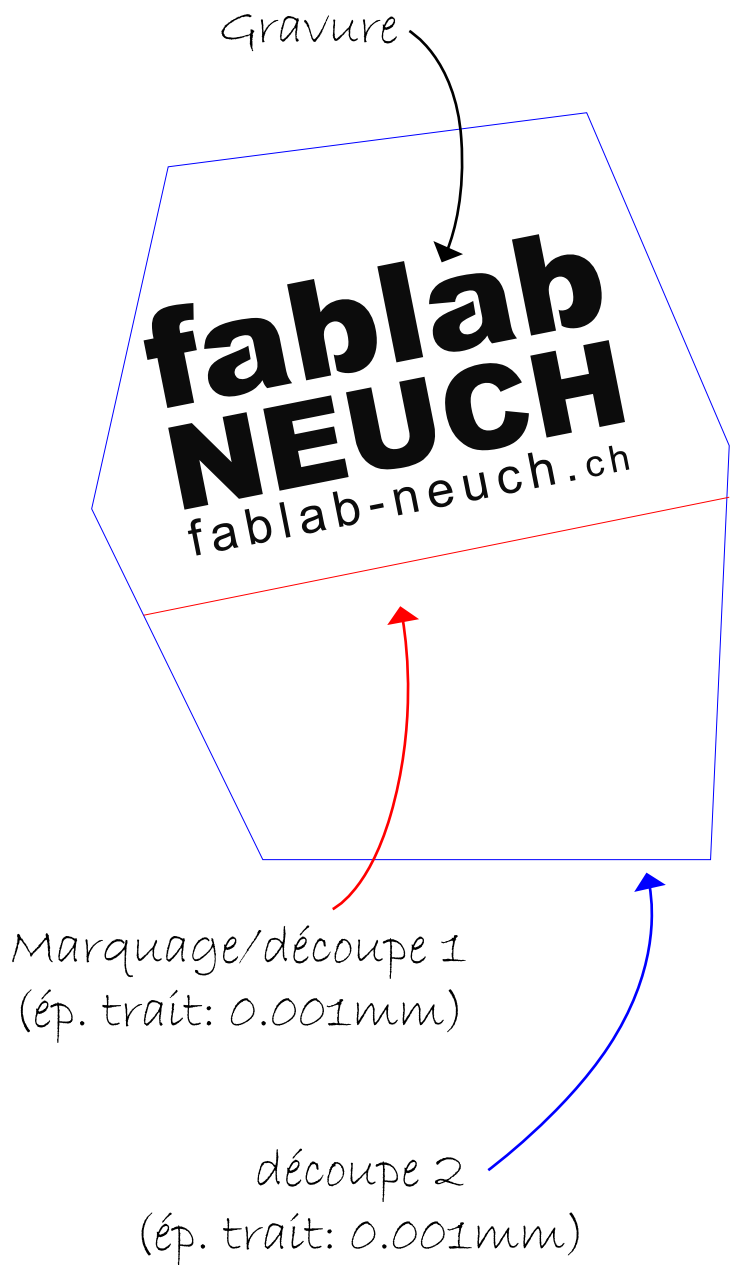 Gravure
fablab
NEUCH
fablab-neuch.ch
Marquage/découpe 1
(ép. trait: 0.001mm)
découpe 2
(ép. trait: 0.001mm)